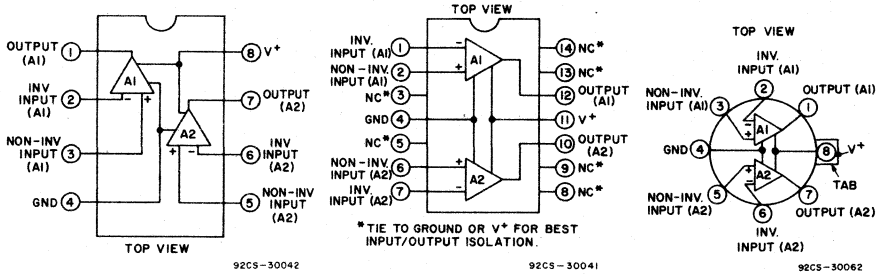 OUTPUT
(A1)
1
INV
INPUT
(A1)
2
NON-INV
INPUT
(A1)
3
GND
4
A1
- +
A2
+ -
8
V+
7
OUTPUT
(A2)
6
INV
INPUT
(A2)
5
NON-INV
INPUT
(A2)
TOP VIEW
92CS-30042
TOP VIEW
INV.
INPUT (A1)
1
NON-INV.
INPUT (A1)
2
NC*
3
GND
4
NC*
5
NON-INV.
INPUT (A2)
6
INV.
INPUT (A2)
7
-
A1
+
+
A2
-
14 NC*
13 NC*
12 OUTPUT
(A1)
11 V+
10 OUTPUT
(A2)
9 NC*
8 NC*
*TIE TO GROUND OR V+ FOR BEST
INPUT/OUTPUT ISOLATION.
92CS-30041
TOP VIEW
INV.
INPUT (A1)
2
NON-INV.
INPUT (A1)
3
OUTPUT (A1)
1
-
+
A1
GND
4
8
V+
TAB
+
-
A2
5
NON-INV.
INPUT (A2)
6
INV.
INPUT (A2)
7
OUTPUT (A2)
92CS-30062